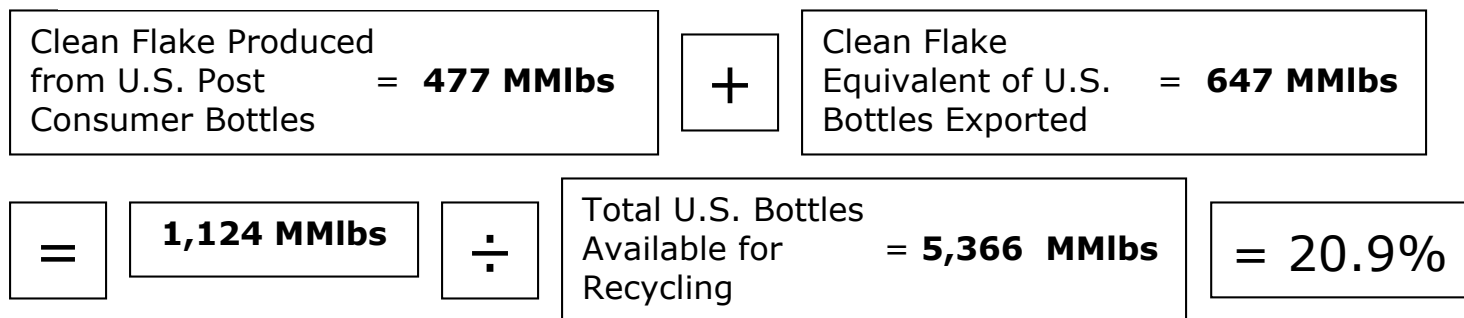 Clean Flake Produced
from U.S. Post = 477 MMlbs
Consumer Bottles
+
Clean Flake
Equivalent of U.S. = 647 MMlbs
Bottles Exported
=
1,124 MMlbs
÷
Total U.S. Bottles
Available for = 5,366 MMlbs
Recycling
= 20.9%